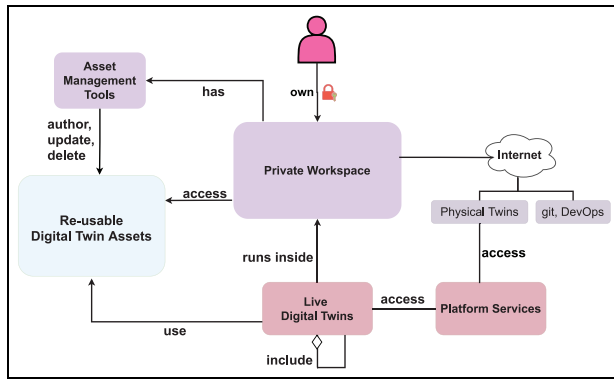 Asset
Management
Tools
has
own
author,
update,
delete
Private Workspace
Internet
access
Re-usable
Digital Twin Assets
Physical Twins
git, DevOps
runs inside
access
Live
Digital Twins
access
Platform Services
use
include